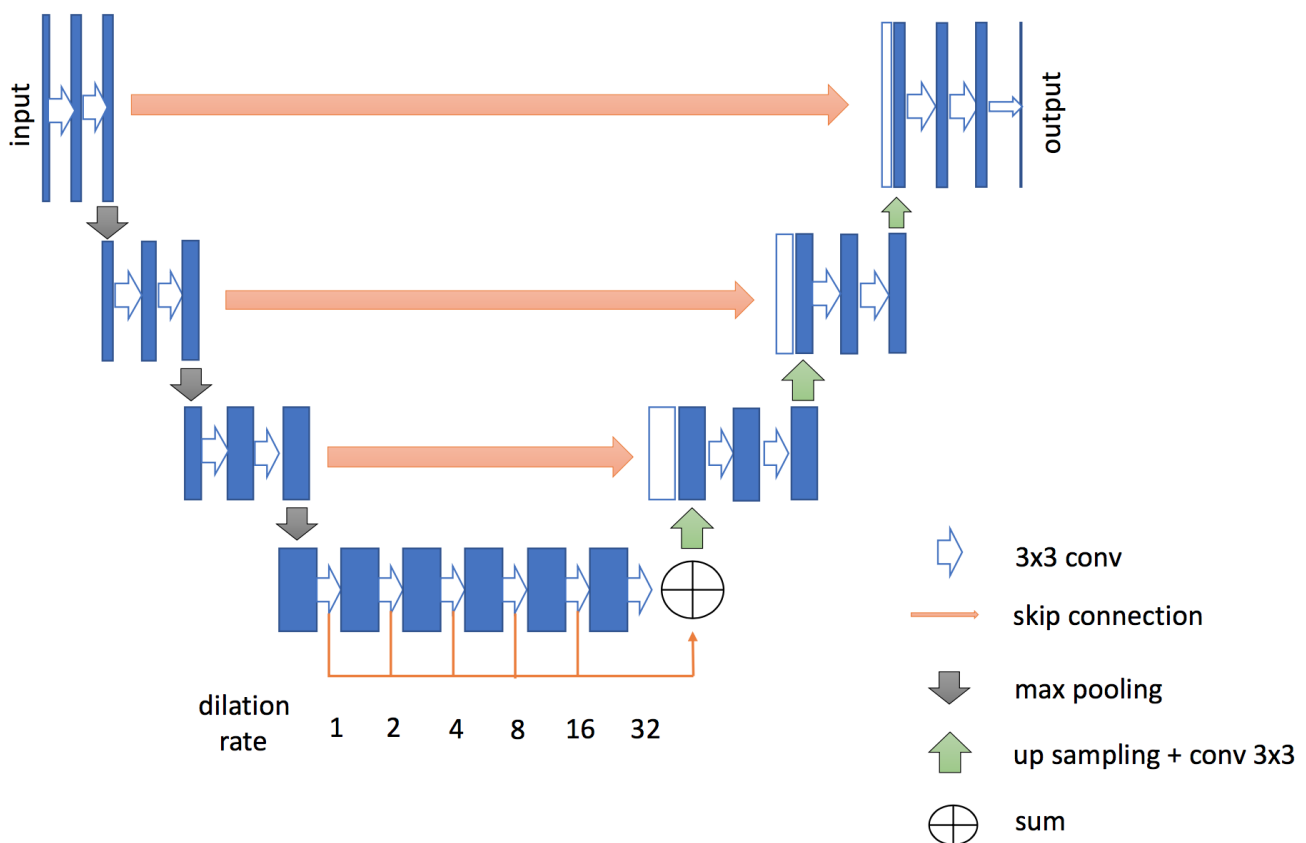 input
output
dilation
rate
1 2 4 8 16 32
3x3 conv
skip connection
max pooling
up sampling + conv 3x3
sum